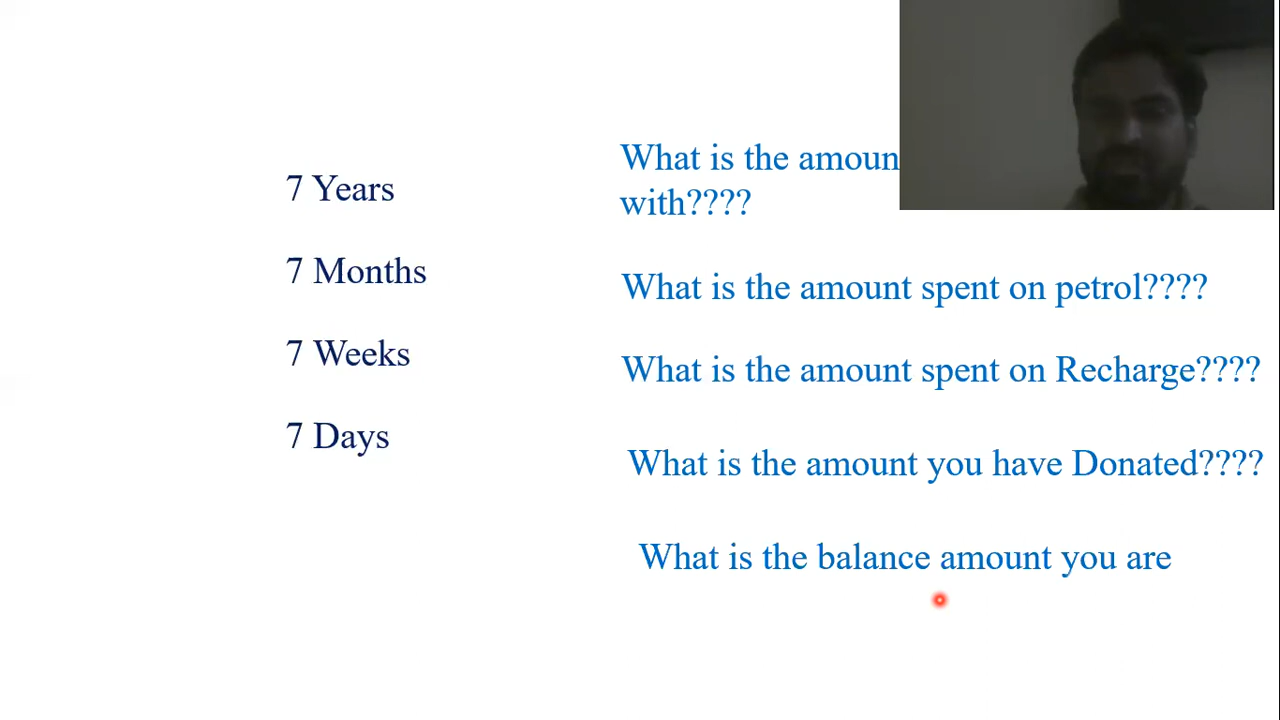 7 Years
7 Months
7 Weeks
7 Days
What is the
with????
What is the amount spent on petrol????
What is the amount spent on Recharge????
What is the amount you have Donated????
What is the balance amount you are